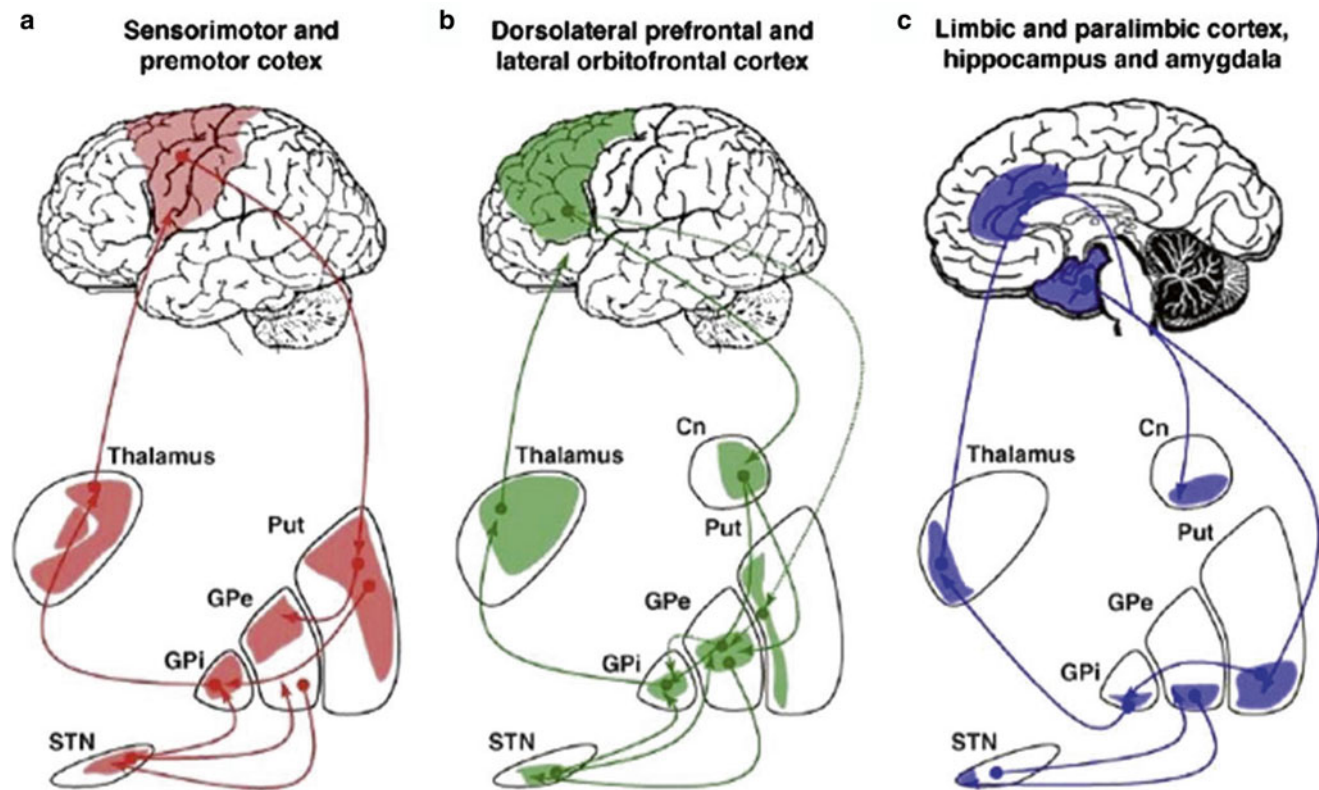 a
Sensorimotor and
premotor cotex
Thalamus
Put
GPe
GPi
STN
b
Dorsolateral prefrontal and
lateral orbitofrontal cortex
Cn
Thalamus
Put
GPe
GPi
STN
c
Limbic and paralimbic cortex,
hippocampus and amygdala
Cn
Thalamus
Put
GPe
GPi
STN